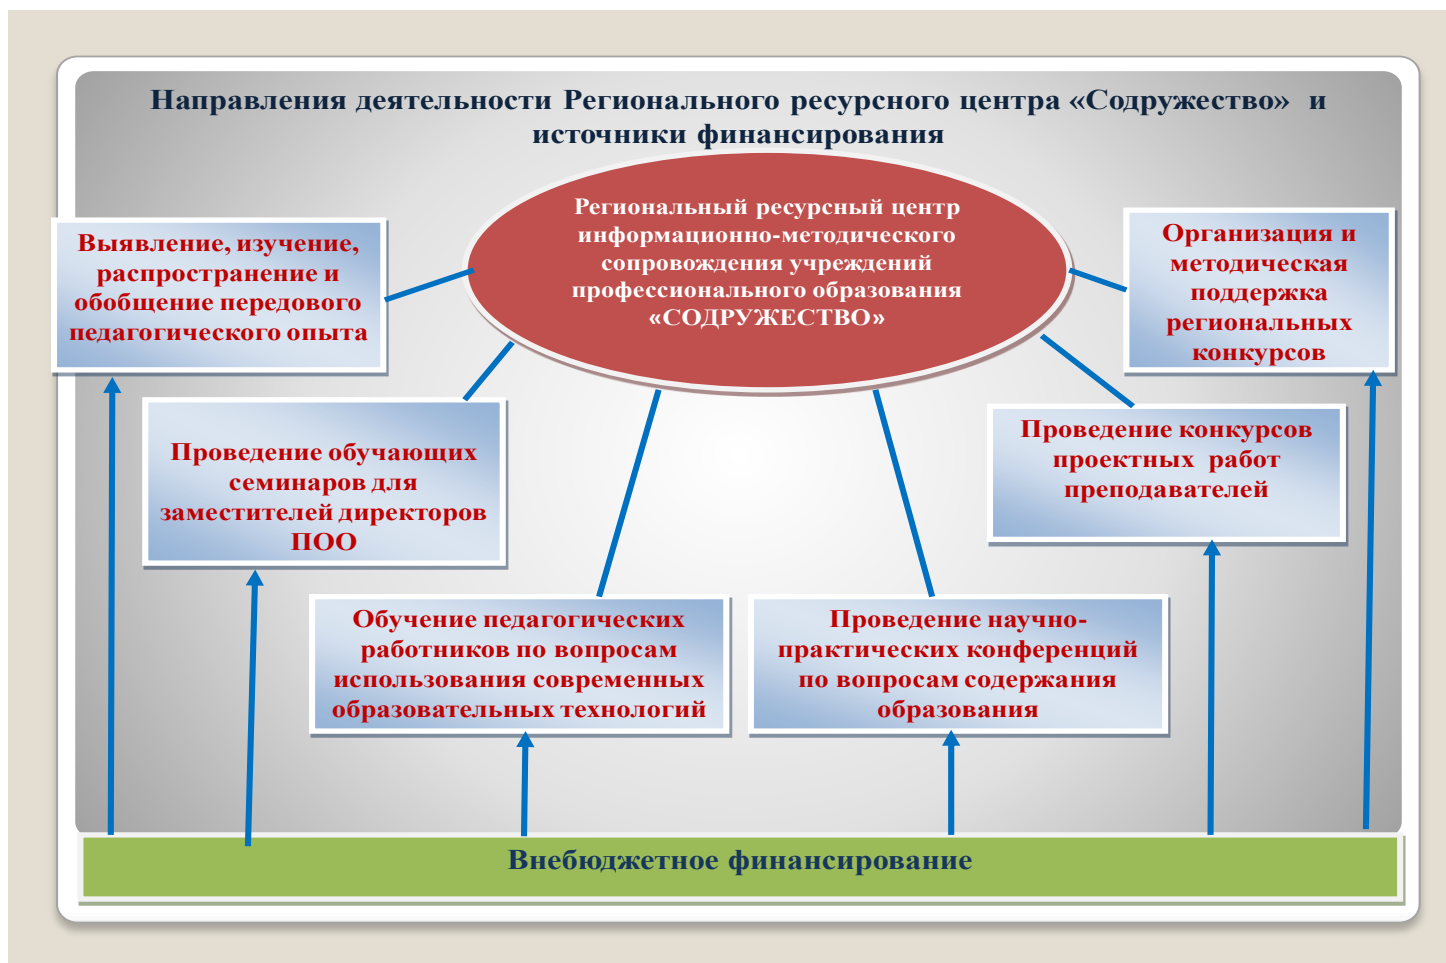 Направления деятельности Регионального ресурсного центра «Содружество» и
источники финансирования
Региональный ресурсный центр
информационно-методического
сопровождения учреждений
профессионального образования
«СОДРУЖЕСТВО»
Выявление, изучение,
распространение и
обобщение передового
педагогического опыта
Организация и
методическая
поддержка
региональных
конкурсов
Проведение обучающих
семинаров для
заместителей директоров
ПОО
Проведение конкурсов
проектных работ
преподавателей
Обучение педагогических
работников по вопросам
использования современных
образовательных технологий
Проведение научно-
практических конференций
по вопросам содержания
образования
Внебюджетное финансирование